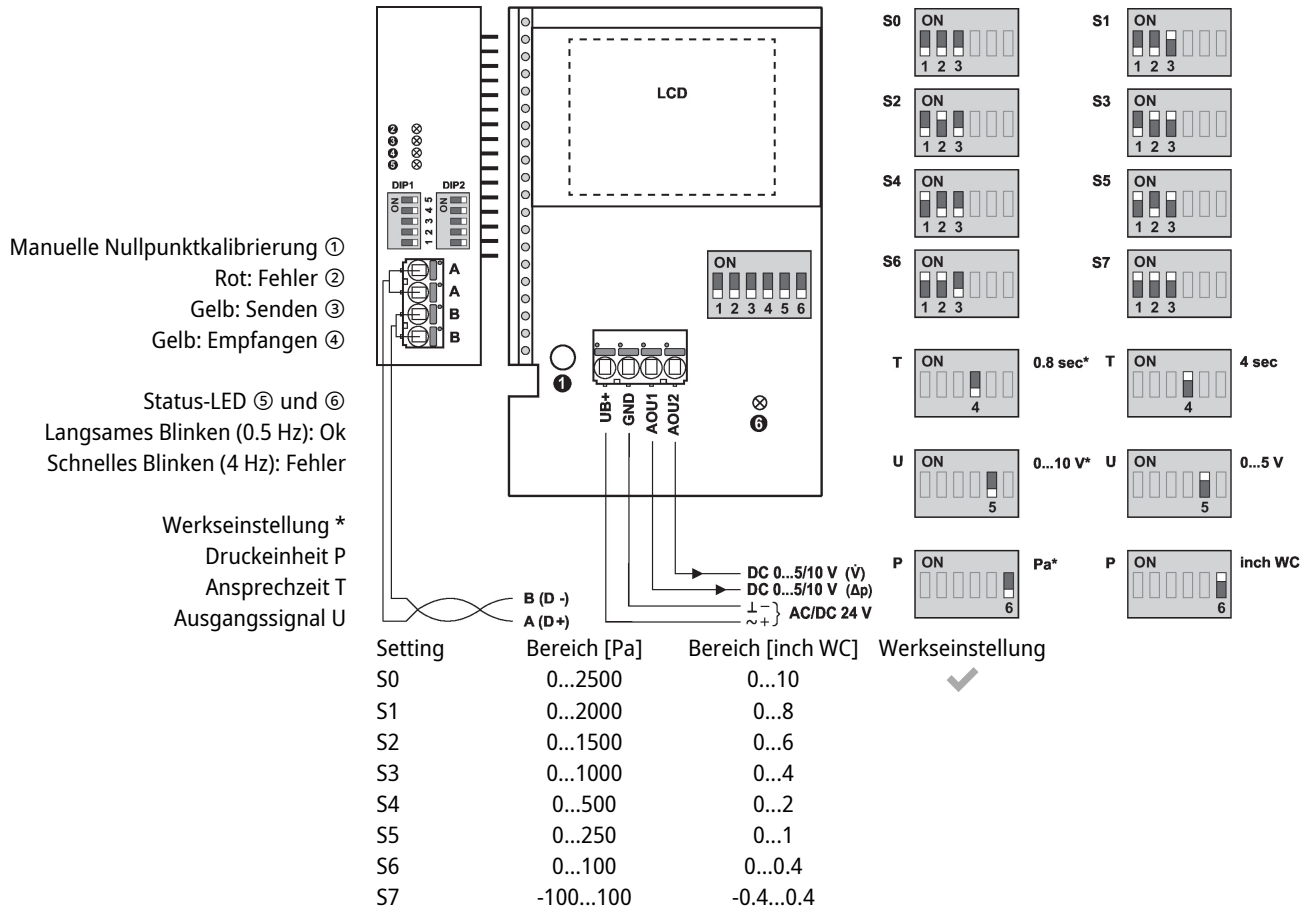 Manuelle Nullpunktkalibrierung ①
Rot: Fehler ②
Gelb: Senden ③
Gelb: Empfangen ④
Status-LED ⑤ und ⑥
Langsames Blinken (0.5 Hz): Ok
Schnelles Blinken (4 Hz): Fehler
Werkseinstellung *
Druckeinheit P
Ansprechzeit T
Ausgangssignal U
❷
❸
❹
❺
DIP1 DIP2
ON 1 2 3 4 5 ON
A
A
B
B
B (D -)
A (D+)
LCD
ON
1 2 3 4 5 6
❶
UB+
GND
AOU1
AOU2
❻
DC 0...5/10 V (V̇)
DC 0...5/10 V (Δp)
⊥ −
~ + } AC/DC 24 V
S0 ON
1 2 3
S1 ON
1 2 3
S2 ON
1 2 3
S3 ON
1 2 3
S4 ON
1 2 3
S5 ON
1 2 3
S6 ON
1 2 3
S7 ON
1 2 3
T ON 0.8 sec*
4
T ON 4 sec
4
U ON 0...10 V*
5
U ON 0...5 V
5
P ON Pa*
6
P ON inch WC
6
Setting Bereich [Pa] Bereich [inch WC] Werkseinstellung
S0 0...2500 0...10 ✔
S1 0...2000 0...8
S2 0...1500 0...6
S3 0...1000 0...4
S4 0...500 0...2
S5 0...250 0...1
S6 0...100 0...0.4
S7 -100...100 -0.4...0.4